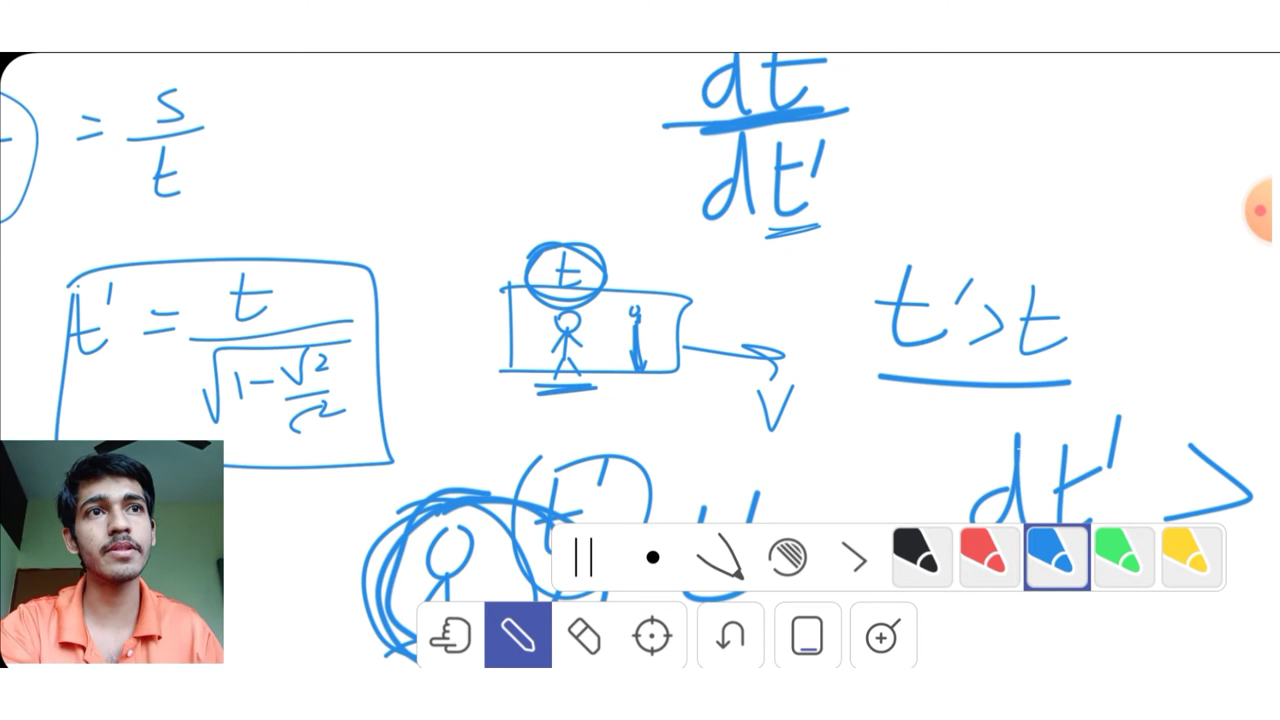 = s/t
dt/dt'
t' = t/√(1-v²/c²)
t
V
t' > t
t'
dt' >